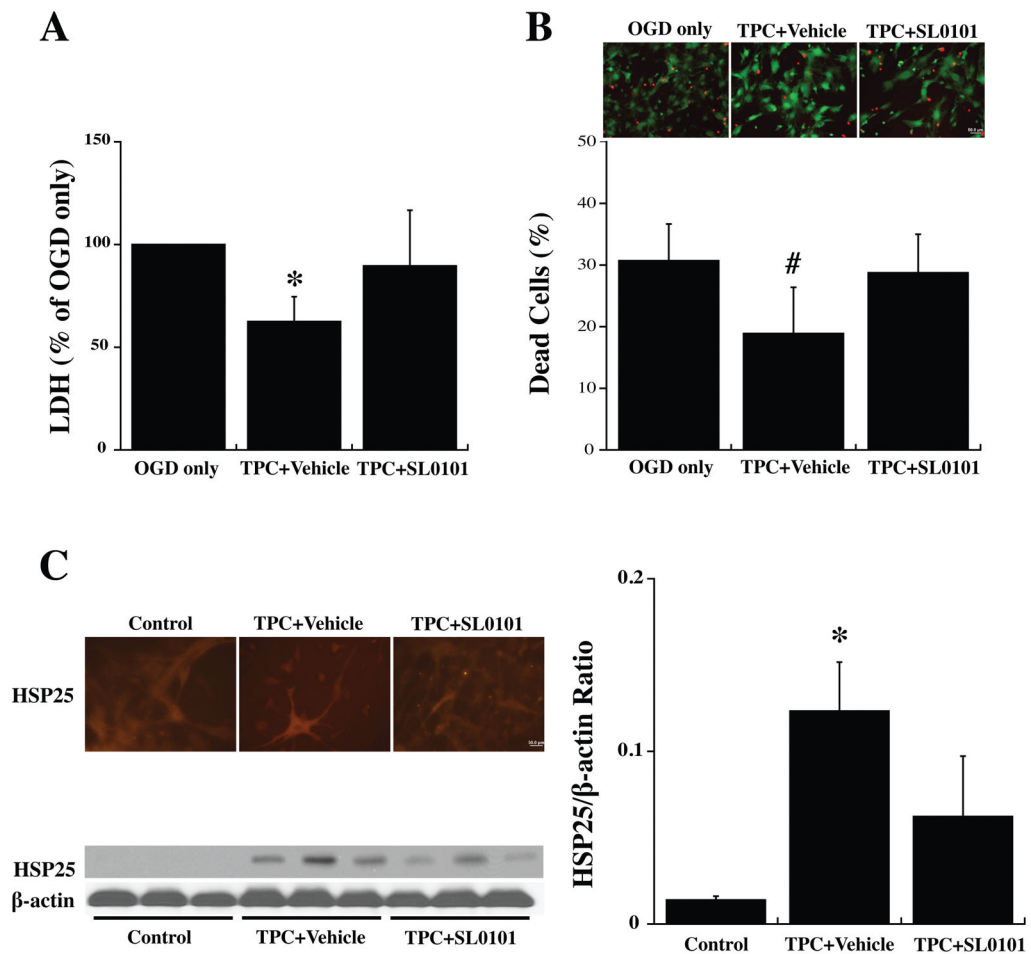 A
LDH (% of OGD only)
150
100
50
0
*
OGD only TPC+Vehicle TPC+SL0101
B
OGD only TPC+Vehicle TPC+SL0101
Dead Cells (%)
50
40
30
20
10
0
#
OGD only TPC+Vehicle TPC+SL0101
C
Control TPC+Vehicle TPC+SL0101
HSP25
HSP25
β-actin
Control TPC+Vehicle TPC+SL0101
HSP25/β-actin Ratio
0.2
0.1
0
*
Control TPC+Vehicle TPC+SL0101